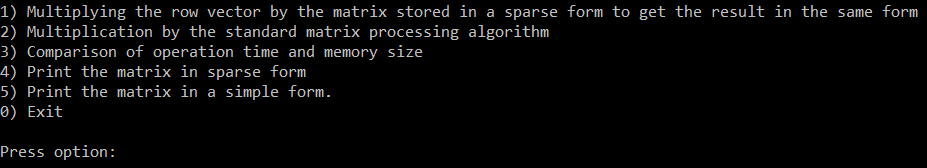 1) Multiplying the row vector by the matrix stored in a sparse form to get the result in the same form
2) Multiplication by the standard matrix processing algorithm
3) Comparison of operation time and memory size
4) Print the matrix in sparse form
5) Print the matrix in a simple form.
0) Exit
Press option: